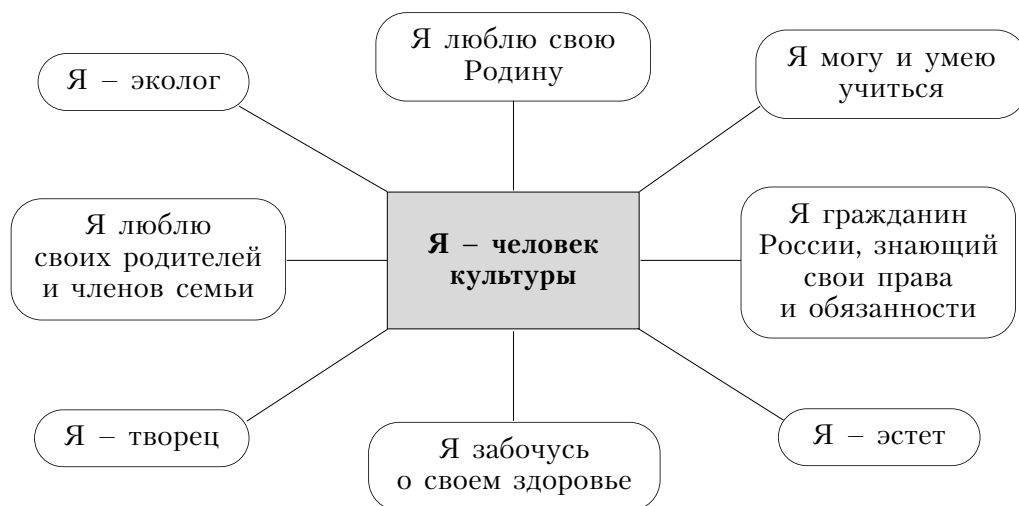 Я люблю свою
Родину
Я – эколог
Я могу и умею
учиться
Я люблю
своих родителей
и членов семьи
Я – человек
культуры
Я гражданин
России, знающий
свои права
и обязанности
Я – творец
Я забочусь
о своем здоровье
Я – эстет